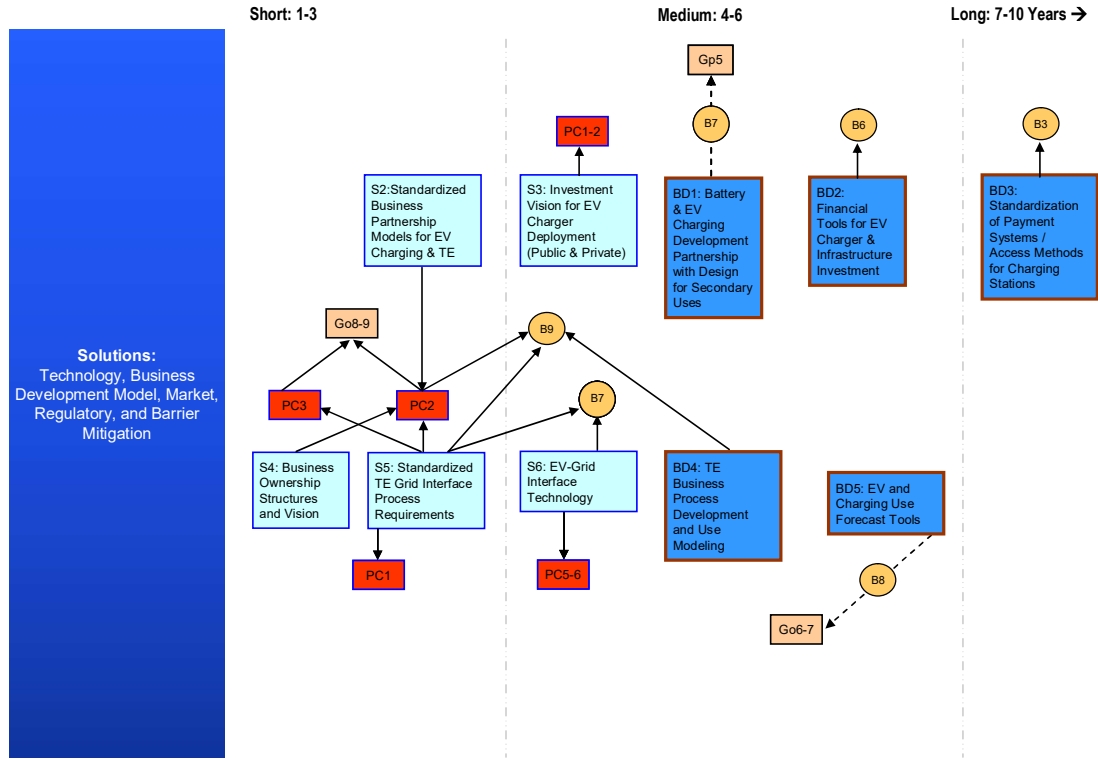 Short: 1-3
Medium: 4-6
Long: 7-10 Years →
Solutions:
Technology, Business
Development Model, Market,
Regulatory, and Barrier
Mitigation
Gp5
PC1-2
B7
B6
B3
S2:Standardized
Business
Partnership
Models for EV
Charging & TE
S3: Investment
Vision for EV
Charger
Deployment
(Public & Private)
BD1: Battery
& EV
Charging
Development
Partnership
with Design
for Secondary
Uses
BD2:
Financial
Tools for EV
Charger &
Infrastructure
Investment
BD3:
Standardization
of Payment
Systems /
Access Methods
for Charging
Stations
Go8-9
B9
PC3
PC2
B7
S4: Business
Ownership
Structures
and Vision
S5: Standardized
TE Grid Interface
Process
Requirements
S6: EV-Grid
Interface
Technology
BD4: TE
Business
Process
Development
and Use
Modeling
BD5: EV and
Charging Use
Forecast Tools
PC1
PC5-6
B8
Go6-7